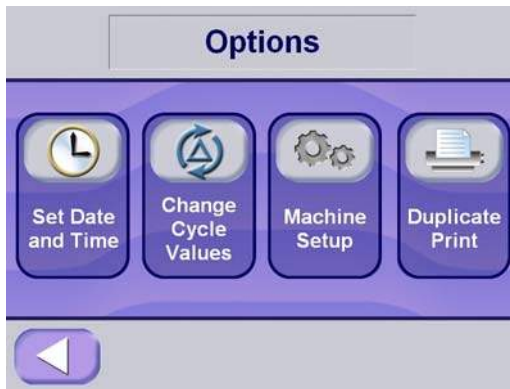 Options
Set Date
and Time
Change
Cycle
Values
Machine
Setup
Duplicate
Print